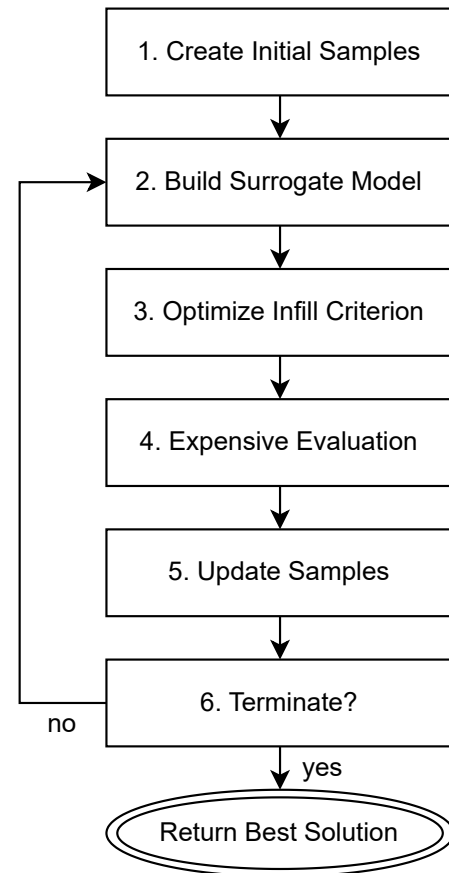 1. Create Initial Samples
2. Build Surrogate Model
3. Optimize Infill Criterion
4. Expensive Evaluation
5. Update Samples
6. Terminate?
no
yes
Return Best Solution